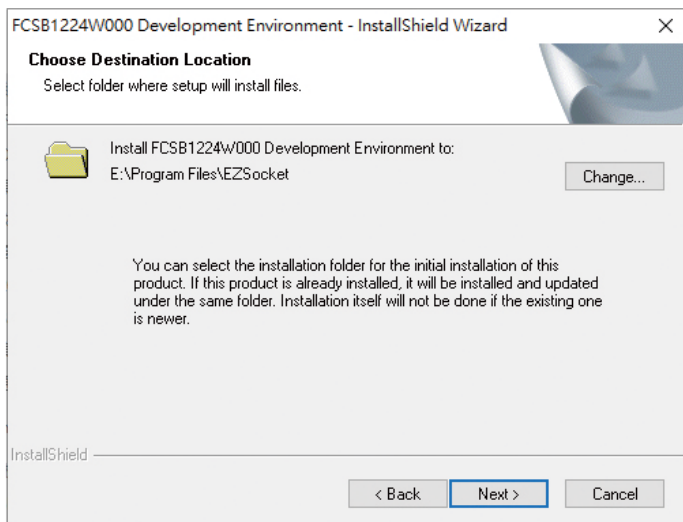 FCSB1224W000 Development Environment - InstallShield Wizard
Choose Destination Location
Select folder where setup will install files.
Install FCSB1224W000 Development Environment to:
E:\Program Files\EZSocket
Change...
You can select the installation folder for the initial installation of this
product. If this product is already installed, it will be installed and updated
under the same folder. Installation itself will not be done if the existing one
is newer.
InstallShield
< Back
Next >
Cancel